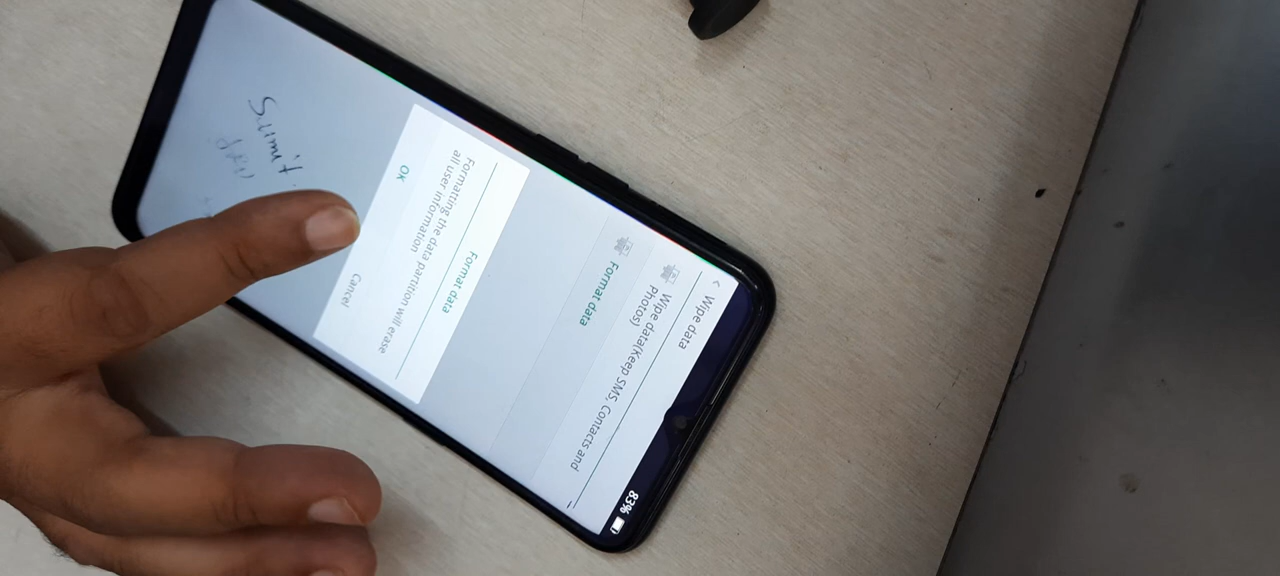 83%
< Wipe data
Wipe data(Keep SMS, Contacts and
Photos)
Format data
Format data
Formatting the data partition will erase
all user information
OK
Cancel
Sumit.